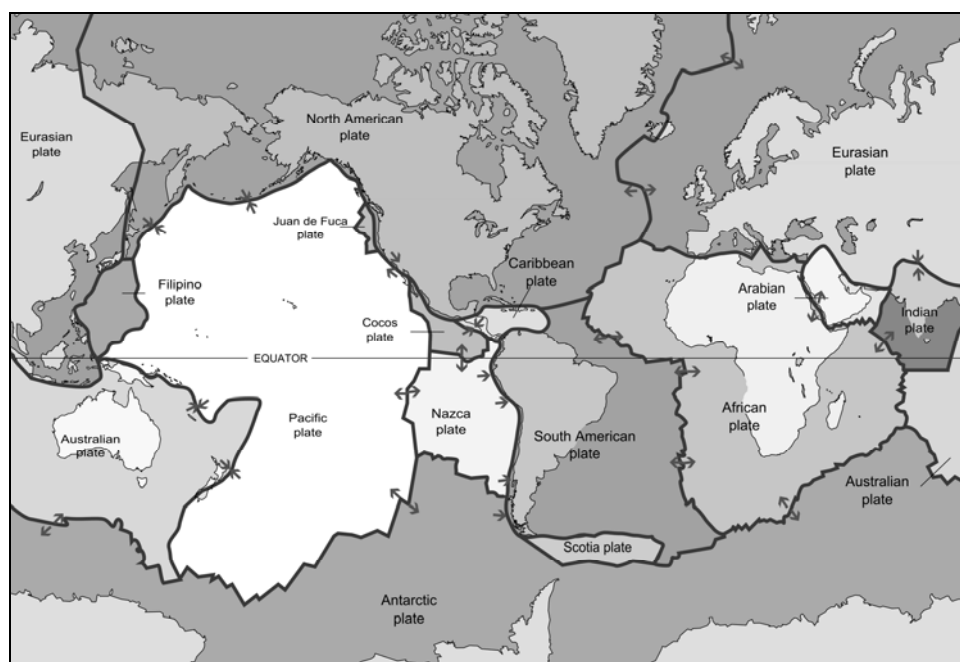 North American
plate
Eurasian
plate
Eurasian
plate
Juan de Fuca
plate
Caribbean
plate
Filipino
plate
Arabian
plate
Indian
plate
Cocos
plate
EQUATOR
Nazca
plate
African
plate
Pacific
plate
Australian
plate
South American
plate
Australian
plate
Scotia plate
Antarctic
plate